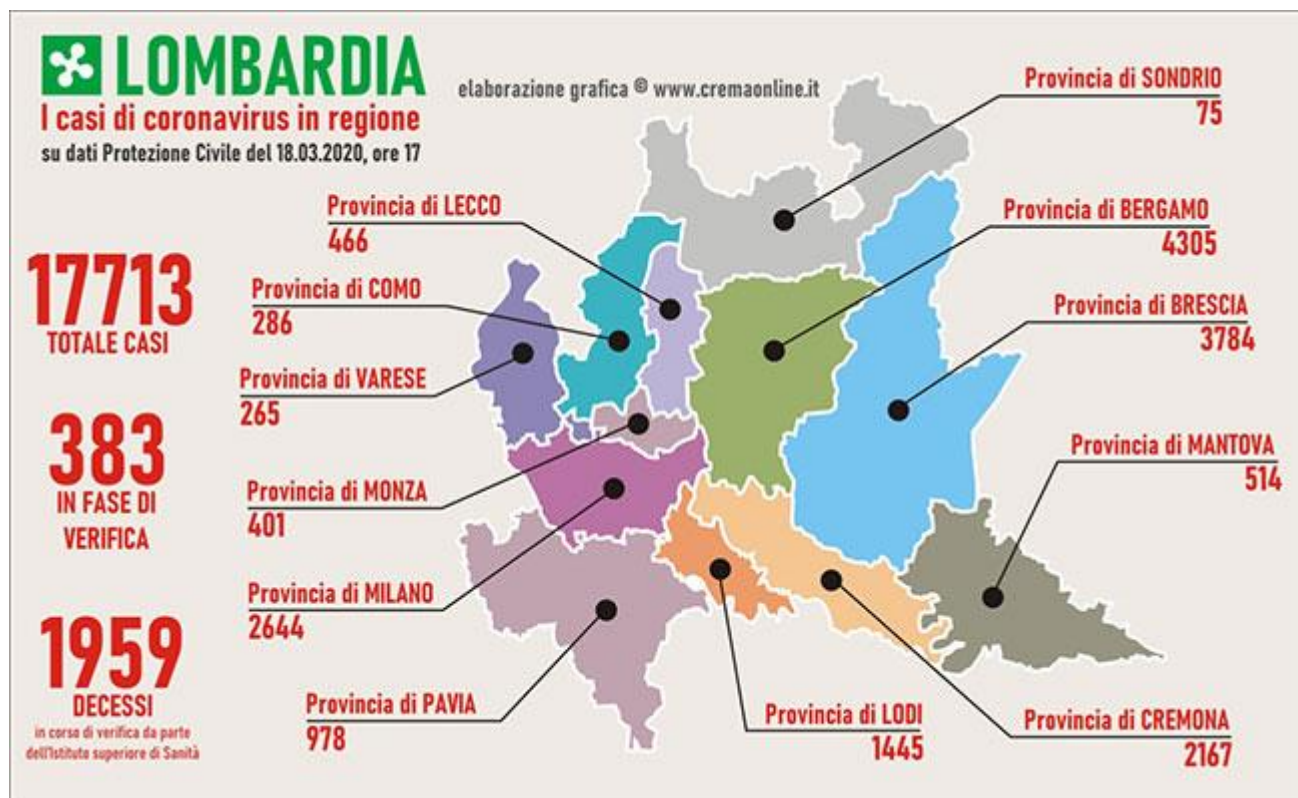 LOMBARDIA
I casi di coronavirus in regione
su dati Protezione Civile del 18.03.2020, ore 17
elaborazione grafica © www.cremaonline.it
17713
TOTALE CASI
383
IN FASE DI
VERIFICA
1959
DECESSI
in corso di verifica da parte
dell'Istituto superiore di Sanità
Provincia di LECCO
466
Provincia di COMO
286
Provincia di VARESE
265
Provincia di MONZA
401
Provincia di MILANO
2644
Provincia di PAVIA
978
Provincia di SONDRIO
75
Provincia di BERGAMO
4305
Provincia di BRESCIA
3784
Provincia di MANTOVA
514
Provincia di LODI
1445
Provincia di CREMONA
2167